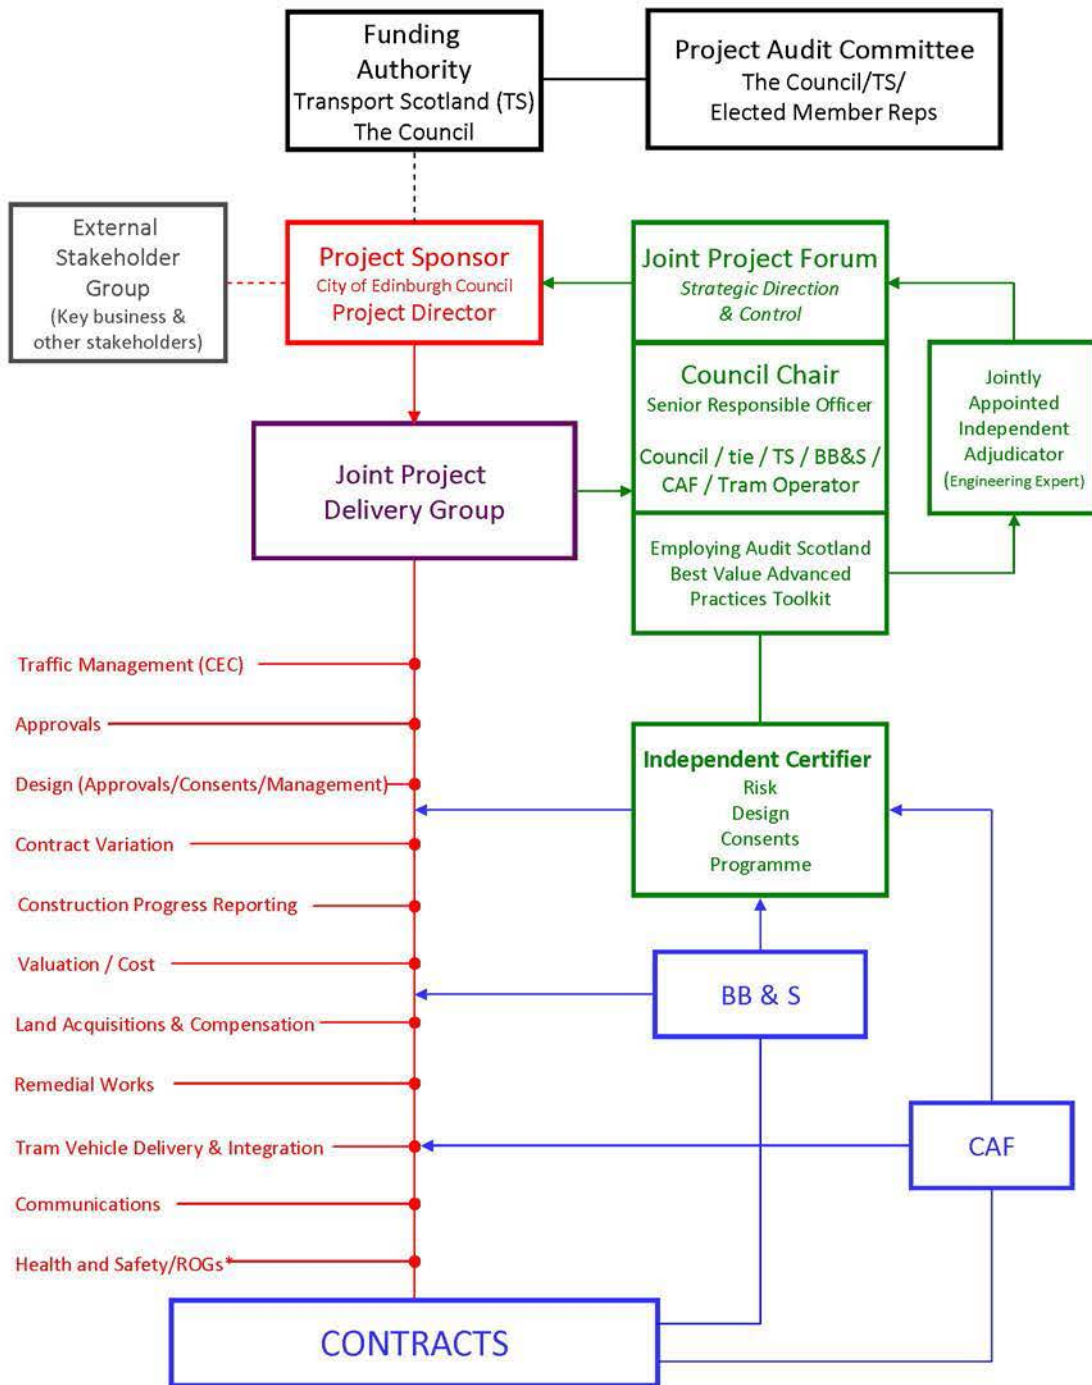 Funding
Authority
Transport Scotland (TS)
The Council
Project Audit Committee
The Council/TS/
Elected Member Reps
External
Stakeholder
Group
(Key business &
other stakeholders)
Project Sponsor
City of Edinburgh Council
Project Director
Joint Project Forum
Strategic Direction
& Control
Council Chair
Senior Responsible Officer
Council / tie / TS / BB&S /
CAF / Tram Operator
Employing Audit Scotland
Best Value Advanced
Practices Toolkit
Jointly
Appointed
Independent
Adjudicator
(Engineering Expert)
Joint Project
Delivery Group
Traffic Management (CEC)
Approvals
Design (Approvals/Consents/Management)
Contract Variation
Construction Progress Reporting
Valuation / Cost
Land Acquisitions & Compensation
Remedial Works
Tram Vehicle Delivery & Integration
Communications
Health and Safety/ROGs*
Independent Certifier
Risk
Design
Consents
Programme
BB & S
CAF
CONTRACTS